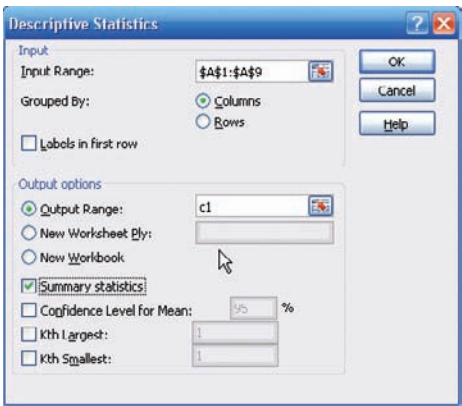 Descriptive Statistics
Input
Input Range:
$A$1:$A$9
OK
Grouped By:
Columns
Cancel
Rows
Help
Labels in first row
Output options
Output Range:
c1
New Worksheet Ply:
New Workbook
Summary statistics
Confidence Level for Mean:
95
%
Kth Largest:
1
Kth Smallest:
1